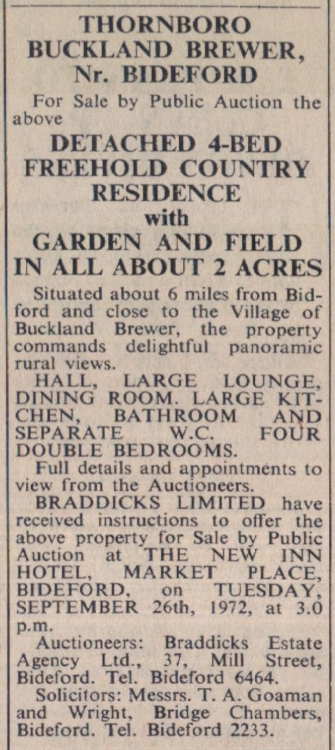 THORNBORO
BUCKLAND BREWER,
Nr. BIDEFORD
For Sale by Public Auction the
above
DETACHED 4-BED
FREEHOLD COUNTRY
RESIDENCE
with
GARDEN AND FIELD
IN ALL ABOUT 2 ACRES
Situated about 6 miles from Bid-
ford and close to the Village of
Buckland Brewer, the property
commands delightful panoramic
rural views.
HALL, LARGE LOUNGE,
DINING ROOM. LARGE KIT-
CHEN, BATHROOM AND
SEPARATE W.C. FOUR
DOUBLE BEDROOMS.
Full details and appointments to
view from the Auctioneers.
BRADDICKS LIMITED have
received instructions to offer the
above property for Sale by Public
Auction at THE NEW INN
HOTEL, MARKET PLACE,
BIDEFORD, on TUESDAY,
SEPTEMBER 26th, 1972, at 3.0
p.m.
Auctioneers: Braddicks Estate
Agency Ltd., 37, Mill Street,
Bideford. Tel. Bideford 6464.
Solicitors: Messrs. T. A. Goaman
and Wright, Bridge Chambers,
Bideford. Tel. Bideford 2233.